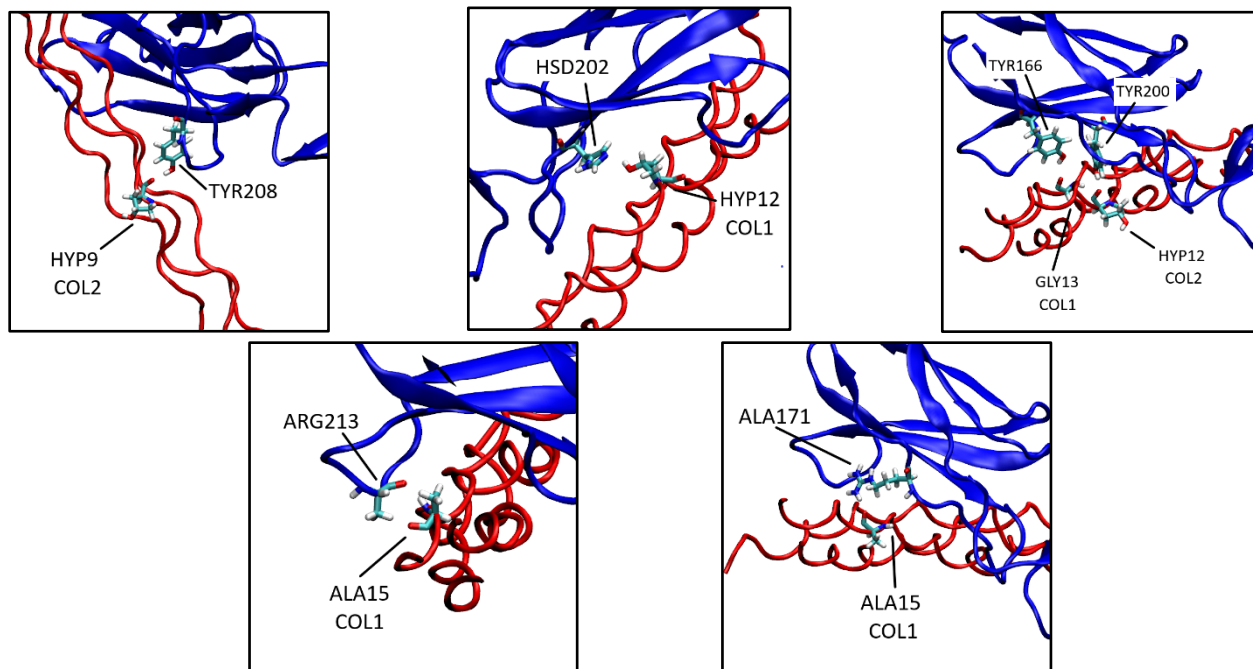 TYR208
HYP9
COL2
HSD202
HYP12
COL1
TYR166
TYR200
GLY13
COL1
HYP12
COL2
ARG213
ALA15
COL1
ALA171
ALA15
COL1